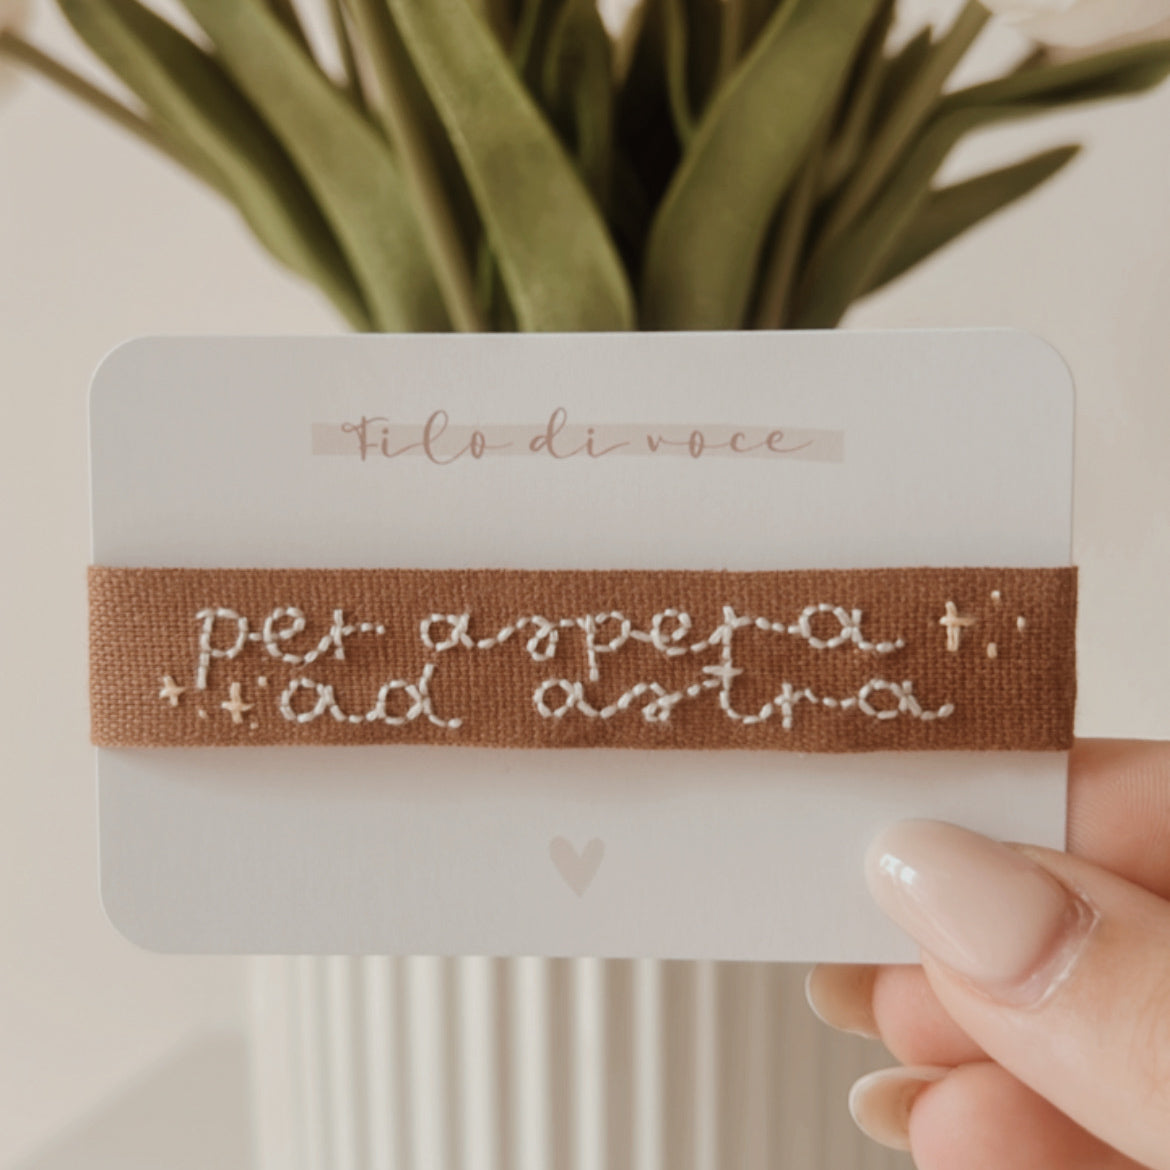 Filo di voce
per aspera
ad astra